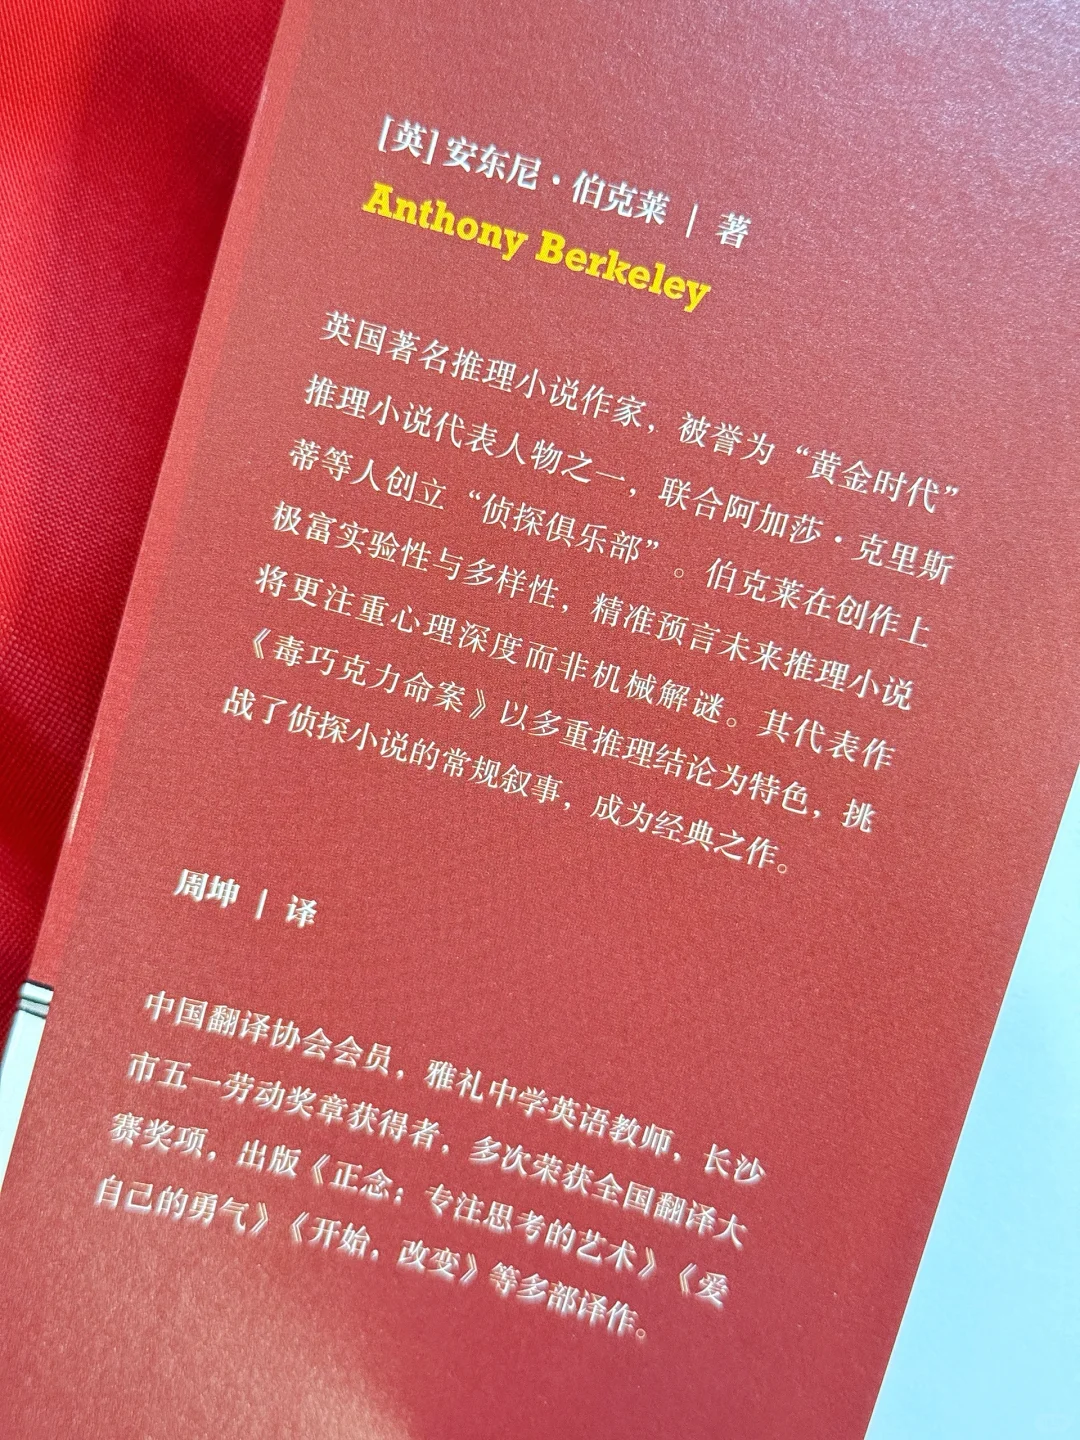 [英] 安东尼·伯克莱 | 著
Anthony Berkeley
英国著名推理小说作家，被誉为“黄金时代”
推理小说代表人物之一，联合阿加莎·克里斯
蒂等人创立“侦探俱乐部”。伯克莱在创作上
极富实验性与多样性，精准预言未来推理小说
将更注重心理深度而非机械解谜。其代表作
《毒巧克力命案》以多重推理结论为特色，挑
战了侦探小说的常规叙事，成为经典之作。
周坤 | 译
中国翻译协会会员，雅礼中学英语教师，长沙
市五一劳动奖章获得者，多次荣获全国翻译大
赛奖项，出版《正念：专注思考的艺术》《爱
自己的勇气》《开始，改变》等多部译作。